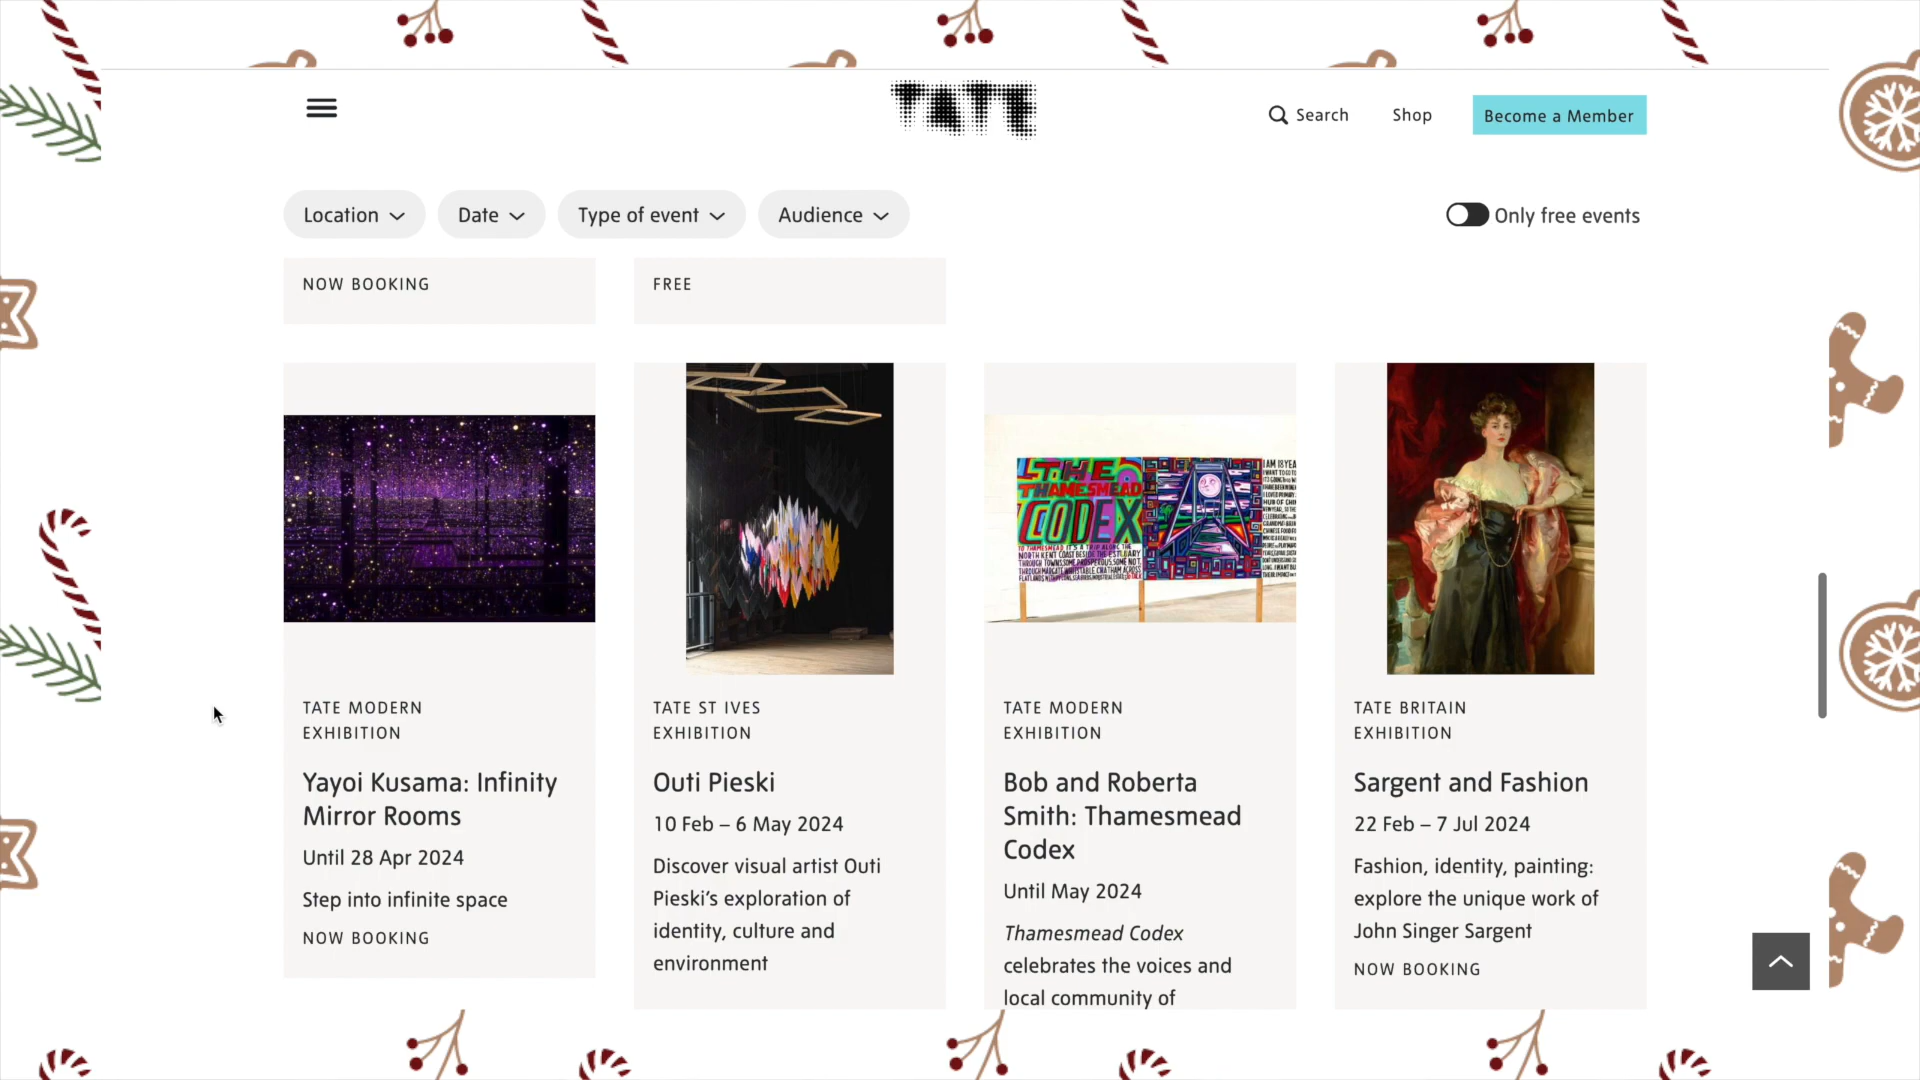 TATE
Search
Shop
Become a Member
Location
Date
Type of event
Audience
Only free events
NOW BOOKING
FREE
THE
THAMESMEAD
CODEX
TATE MODERN
EXHIBITION
Yayoi Kusama: Infinity
Mirror Rooms
Until 28 Apr 2024
Step into infinite space
NOW BOOKING
TATE ST IVES
EXHIBITION
Outi Pieski
10 Feb – 6 May 2024
Discover visual artist Outi
Pieski’s exploration of
identity, culture and
environment
TATE MODERN
EXHIBITION
Bob and Roberta
Smith: Thamesmead
Codex
Until May 2024
Thamesmead Codex
celebrates the voices and
local community of
TATE BRITAIN
EXHIBITION
Sargent and Fashion
22 Feb – 7 Jul 2024
Fashion, identity, painting:
explore the unique work of
John Singer Sargent
NOW BOOKING